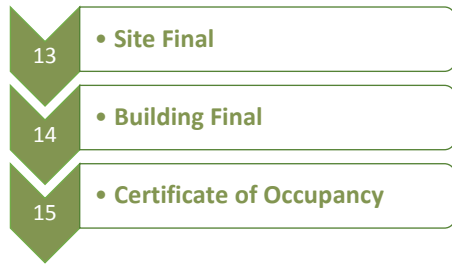 13 • Site Final
14 • Building Final
15 • Certificate of Occupancy